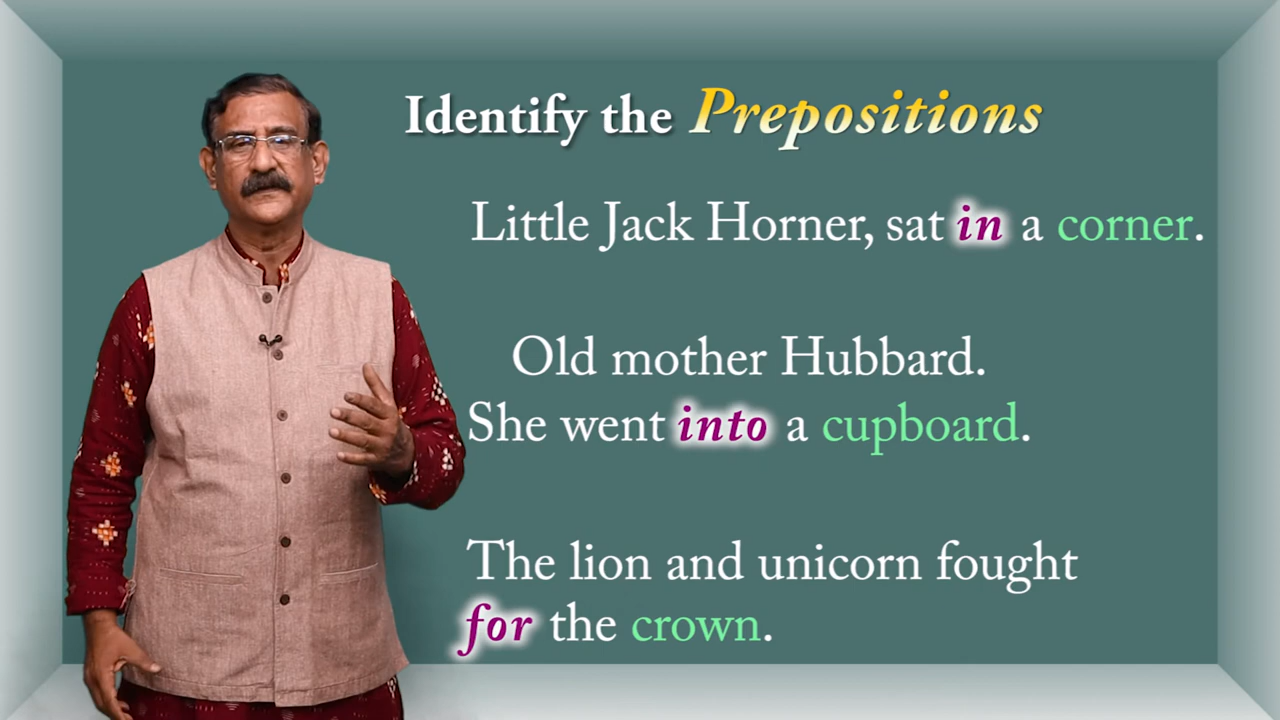 Identify the Prepositions
Little Jack Horner, sat in a corner.
Old mother Hubbard.
She went into a cupboard.
The lion and unicorn fought
for the crown.